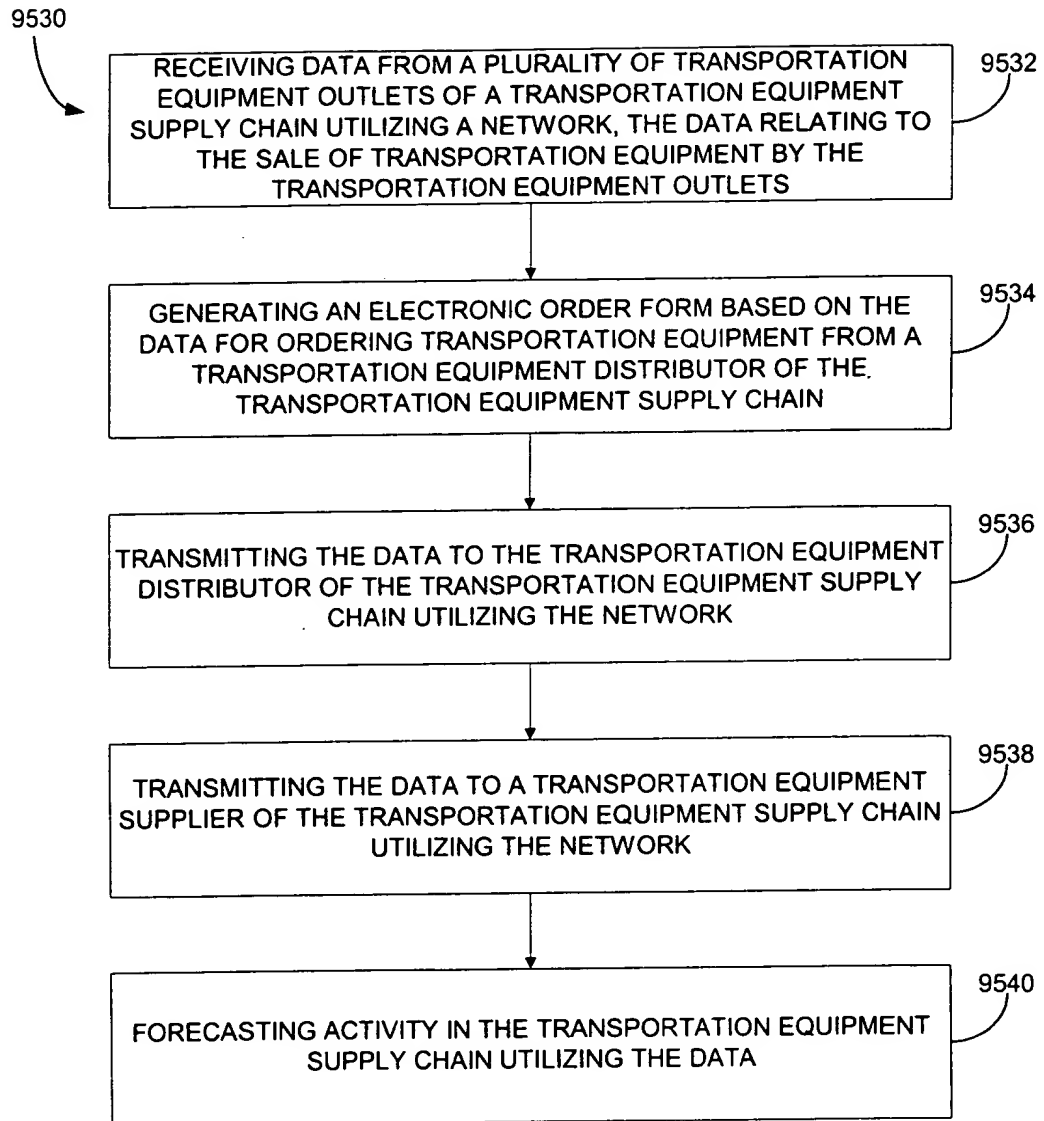 9530
RECEIVING DATA FROM A PLURALITY OF TRANSPORTATION
EQUIPMENT OUTLETS OF A TRANSPORTATION EQUIPMENT
SUPPLY CHAIN UTILIZING A NETWORK, THE DATA RELATING TO
THE SALE OF TRANSPORTATION EQUIPMENT BY THE
TRANSPORTATION EQUIPMENT OUTLETS
9532
GENERATING AN ELECTRONIC ORDER FORM BASED ON THE
DATA FOR ORDERING TRANSPORTATION EQUIPMENT FROM A
TRANSPORTATION EQUIPMENT DISTRIBUTOR OF THE
TRANSPORTATION EQUIPMENT SUPPLY CHAIN
9534
TRANSMITTING THE DATA TO THE TRANSPORTATION EQUIPMENT
DISTRIBUTOR OF THE TRANSPORTATION EQUIPMENT SUPPLY
CHAIN UTILIZING THE NETWORK
9536
TRANSMITTING THE DATA TO A TRANSPORTATION EQUIPMENT
SUPPLIER OF THE TRANSPORTATION EQUIPMENT SUPPLY CHAIN
UTILIZING THE NETWORK
9538
FORECASTING ACTIVITY IN THE TRANSPORTATION EQUIPMENT
SUPPLY CHAIN UTILIZING THE DATA
9540